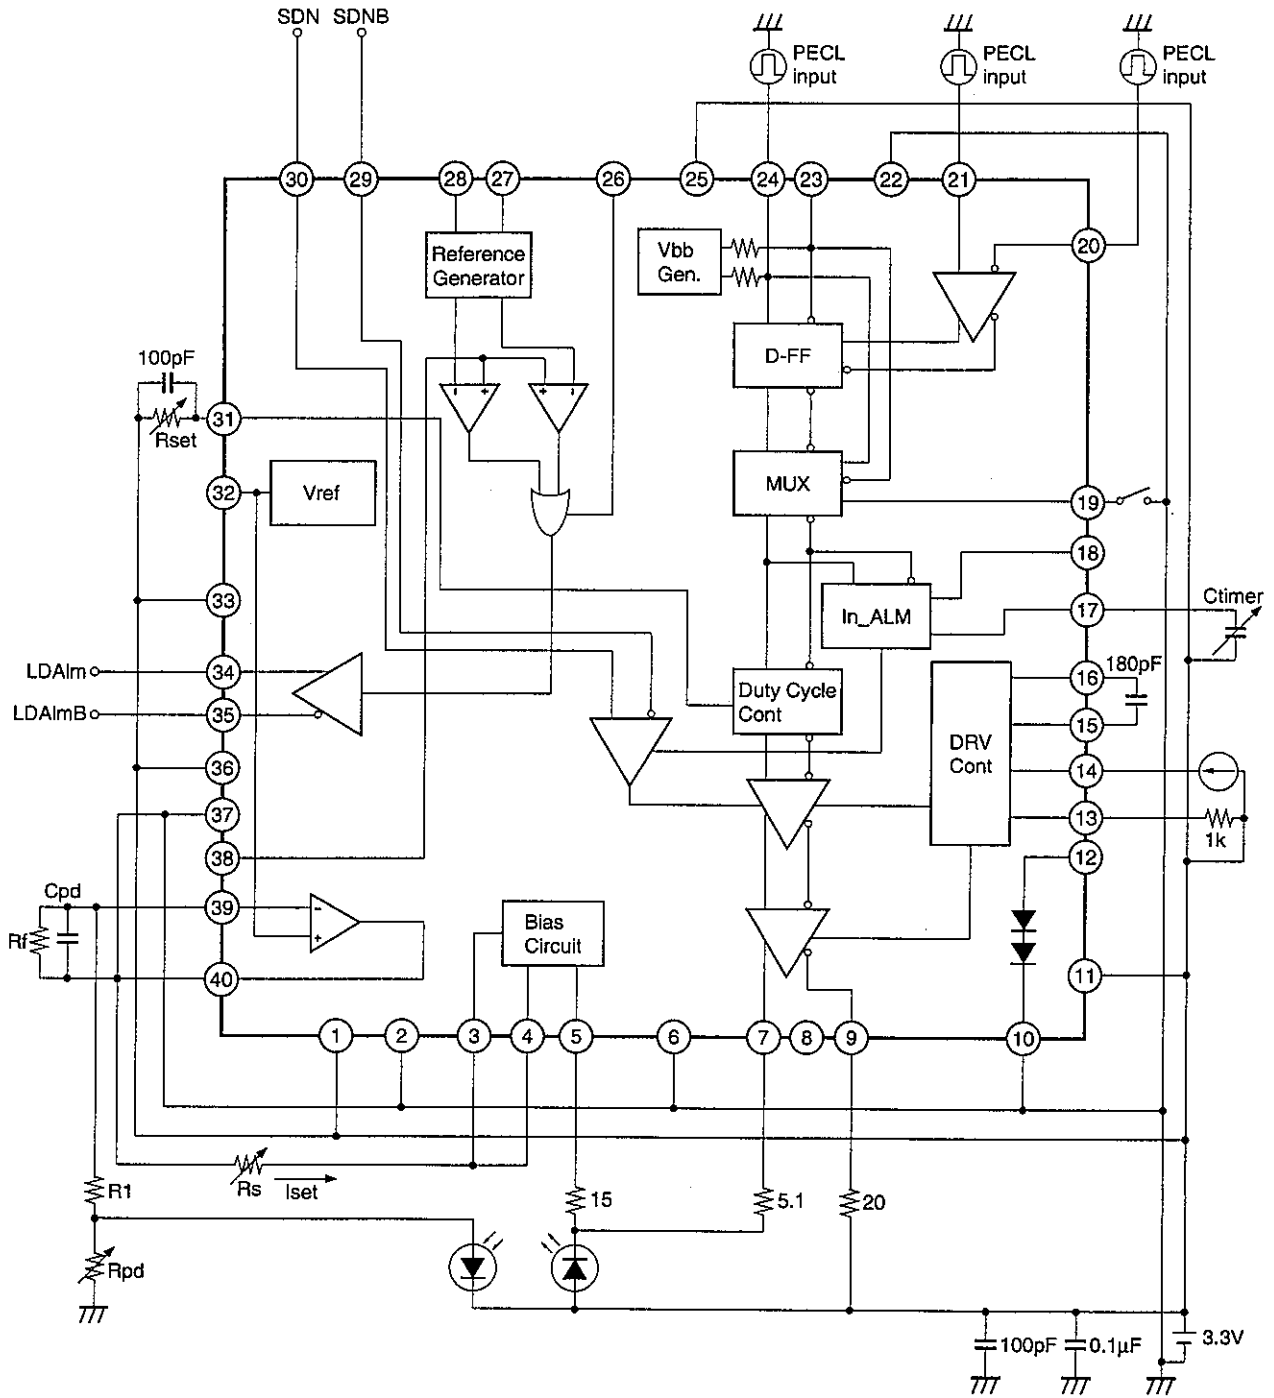 SDN SDNB
PECL
input
PECL
input
PECL
input
30 29 28 27 26 25 24 23 22 21
20
Reference
Generator
Vbb
Gen.
D-FF
100pF
- + + -
31
Rset
32
Vref
MUX
19
18
33
In_ALM
17
Ctimer
LDAlm
34
16
180pF
LDAlmB
35
Duty Cycle
Cont
15
DRV
Cont
36
14
37
13
1k
38
12
Cpd
39
-
+
Rf
Bias
Circuit
40
11
1 2 3 4 5 6 7 8 9 10
R1
Rs
Iset
15
5.1
20
Rpd
100pF
0.1μF
3.3V